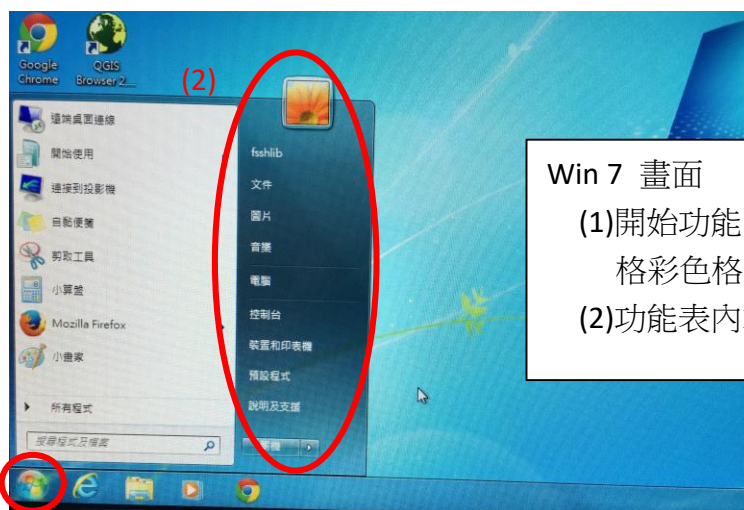 Google
Chrome
QGIS
Browser 2...
(2)
遠端桌面連線
開始使用
連接到投影機
自黏便箋
剪取工具
小算盤
Mozilla Firefox
小畫家
所有程式
搜尋程式及檔案
fsshlib
文件
圖片
音樂
電腦
控制台
裝置和印表機
預設程式
說明及支援
Win 7 畫面
(1)開始功能
格彩色格
(2)功能表內